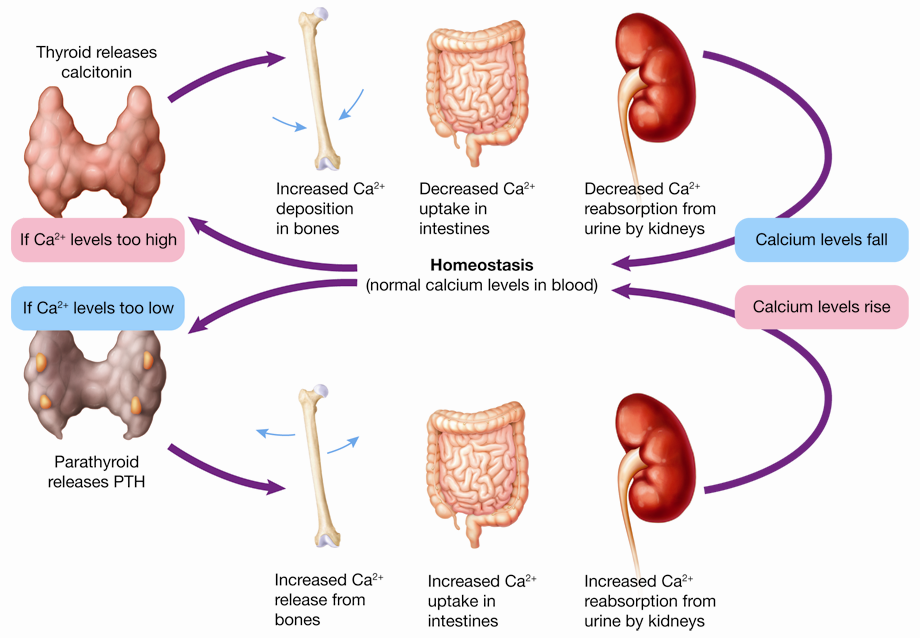 Thyroid releases
calcitonin
Increased Ca²⁺
deposition
in bones
Decreased Ca²⁺
uptake in
intestines
Decreased Ca²⁺
reabsorption from
urine by kidneys
If Ca²⁺ levels too high
Calcium levels fall
Homeostasis
(normal calcium levels in blood)
If Ca²⁺ levels too low
Calcium levels rise
Parathyroid
releases PTH
Increased Ca²⁺
release from
bones
Increased Ca²⁺
uptake in
intestines
Increased Ca²⁺
reabsorption from
urine by kidneys